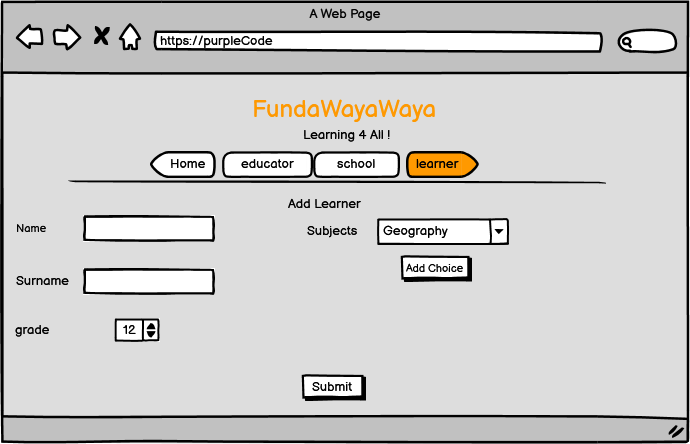 A Web Page
https://purpleCode
FundaWayaWaya
Learning 4 All !
Home educator school learner
Add Learner
Name
Subjects Geography
Add Choice
Surname
grade 12
Submit